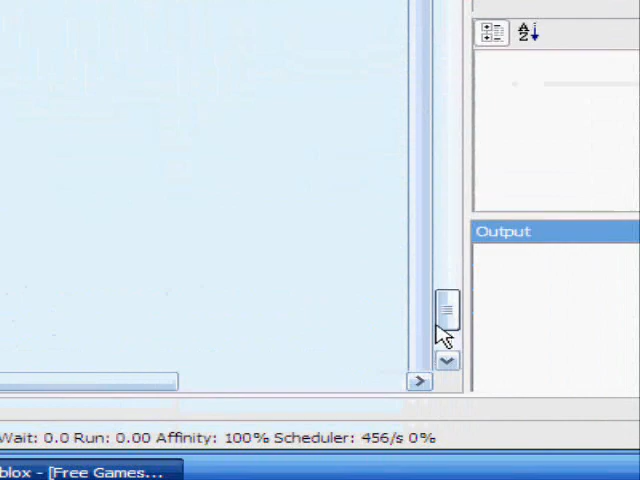 Output
Wait: 0.0 Run: 0.00 Affinity: 100% Scheduler: 456/s 0%
blox - [Free Games...